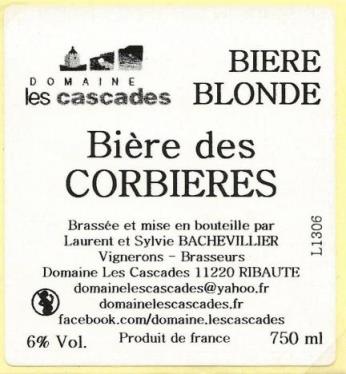 DOMAINE
les cascades
BIERE
BLONDE
Bière des
CORBIERES
Brassée et mise en bouteille par
Laurent et Sylvie BACHEVILLIER
Vignerons - Brasseurs
Domaine Les Cascades 11220 RIBAUTE
domainelescascades@yahoo.fr
domainelescascades.fr
facebook.com/domaine.lescascades
6% Vol.
Produit de france
750 ml
L1306